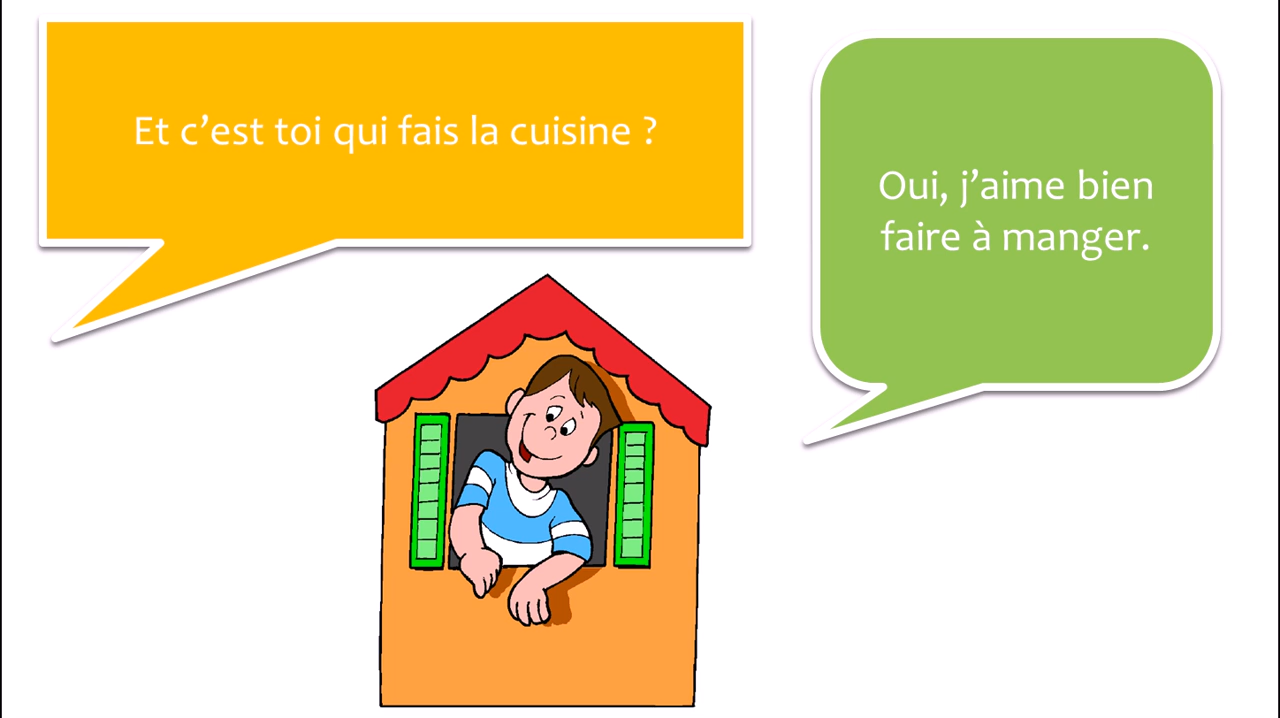 Et c’est toi qui fais la cuisine ?
Oui, j’aime bien
faire à manger.